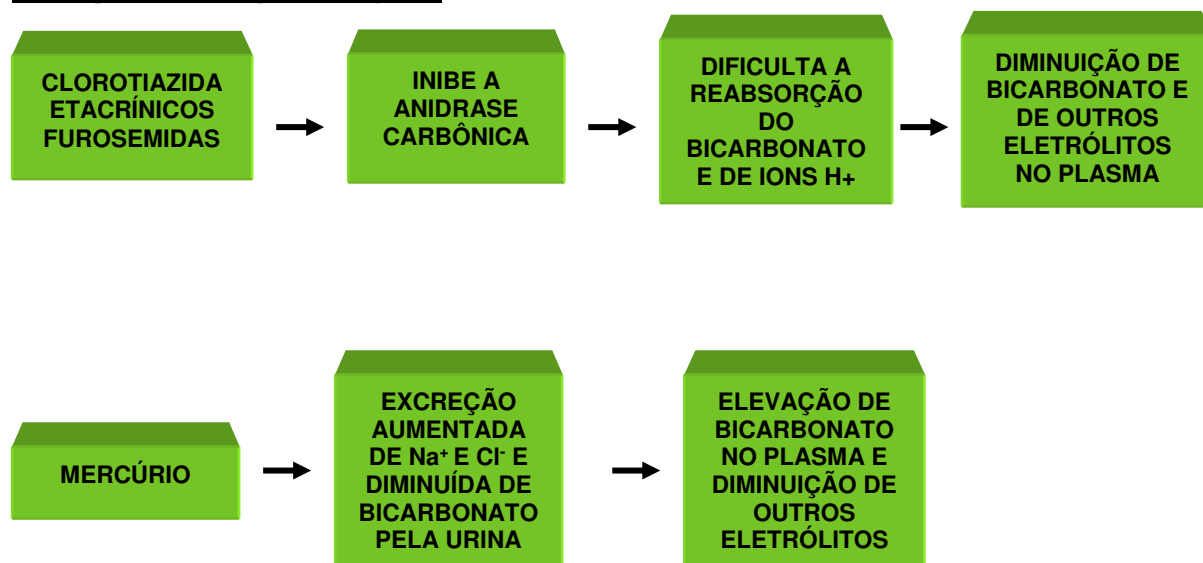 CLOROTIAZIDA
ETACRÍNICOS
FUROSEMIDAS
INIBE A
ANIDRASE
CARBÔNICA
DIFICULTA A
REABSORÇÃO
DO
BICARBONATO
E DE IONS H+
DIMINUIÇÃO DE
BICARBONATO E
DE OUTROS
ELETRÓLITOS
NO PLASMA
MERCÚRIO
EXCREÇÃO
AUMENTADA
DE Na⁺ E Cl⁻ E
DIMINUÍDA DE
BICARBONATO
PELA URINA
ELEVAÇÃO DE
BICARBONATO
NO PLASMA E
DIMINUIÇÃO DE
OUTROS
ELETRÓLITOS